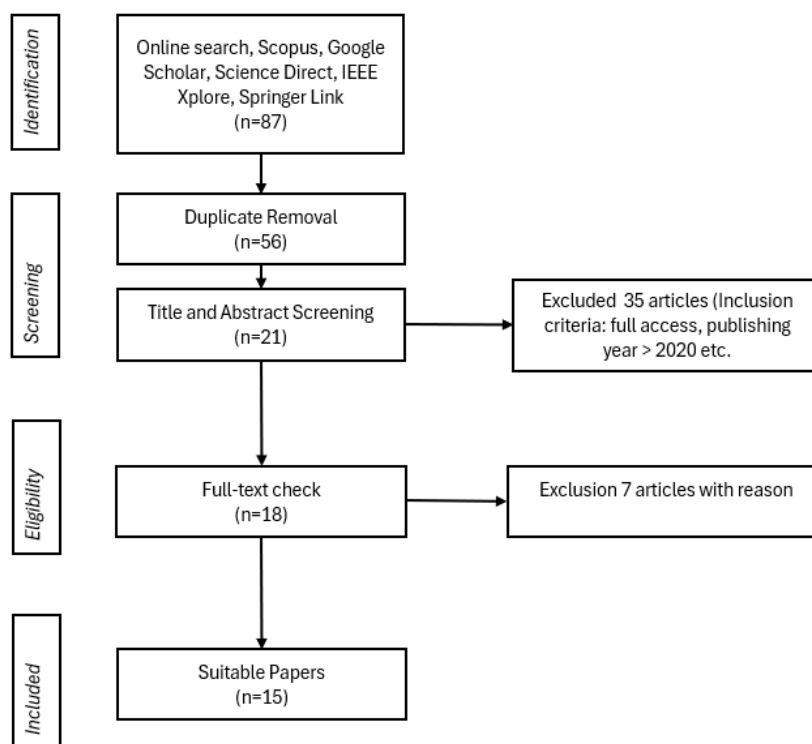 Identification
Online search, Scopus, Google
Scholar, Science Direct, IEEE
Xplore, Springer Link
(n=87)
Screening
Duplicate Removal
(n=56)
Title and Abstract Screening
(n=21)
Excluded 35 articles (Inclusion
criteria: full access, publishing
year > 2020 etc.
Eligibility
Full-text check
(n=18)
Exclusion 7 articles with reason
Included
Suitable Papers
(n=15)